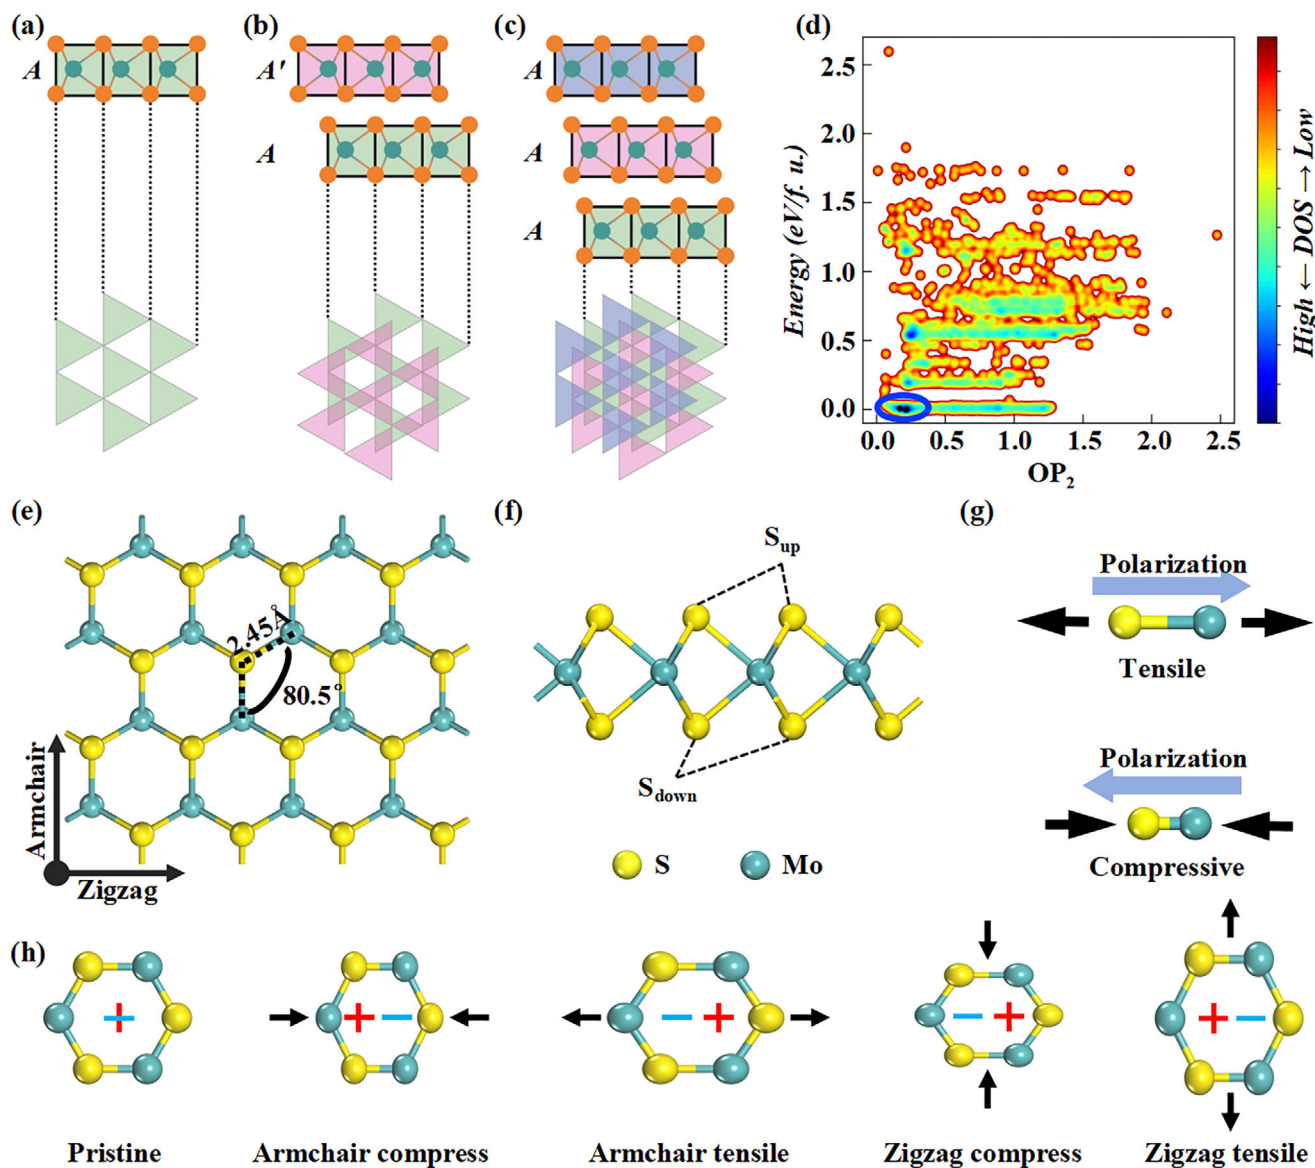 (a)
A
(b)
A'
A
(c)
A
A
A
(d)
Energy (eV/f. u.)
2.5
2.0
1.5
1.0
0.5
0.0
0.0 0.5 1.0 1.5 2.0 2.5
OP₂
High ← DOS → Low
(e)
2.45Å
80.5°
Armchair
Zigzag
(f)
S_up
S_down
S Mo
(g)
Polarization
Tensile
Polarization
Compressive
(h)
+ − + − − + − + + −
Pristine Armchair compress Armchair tensile Zigzag compress Zigzag tensile